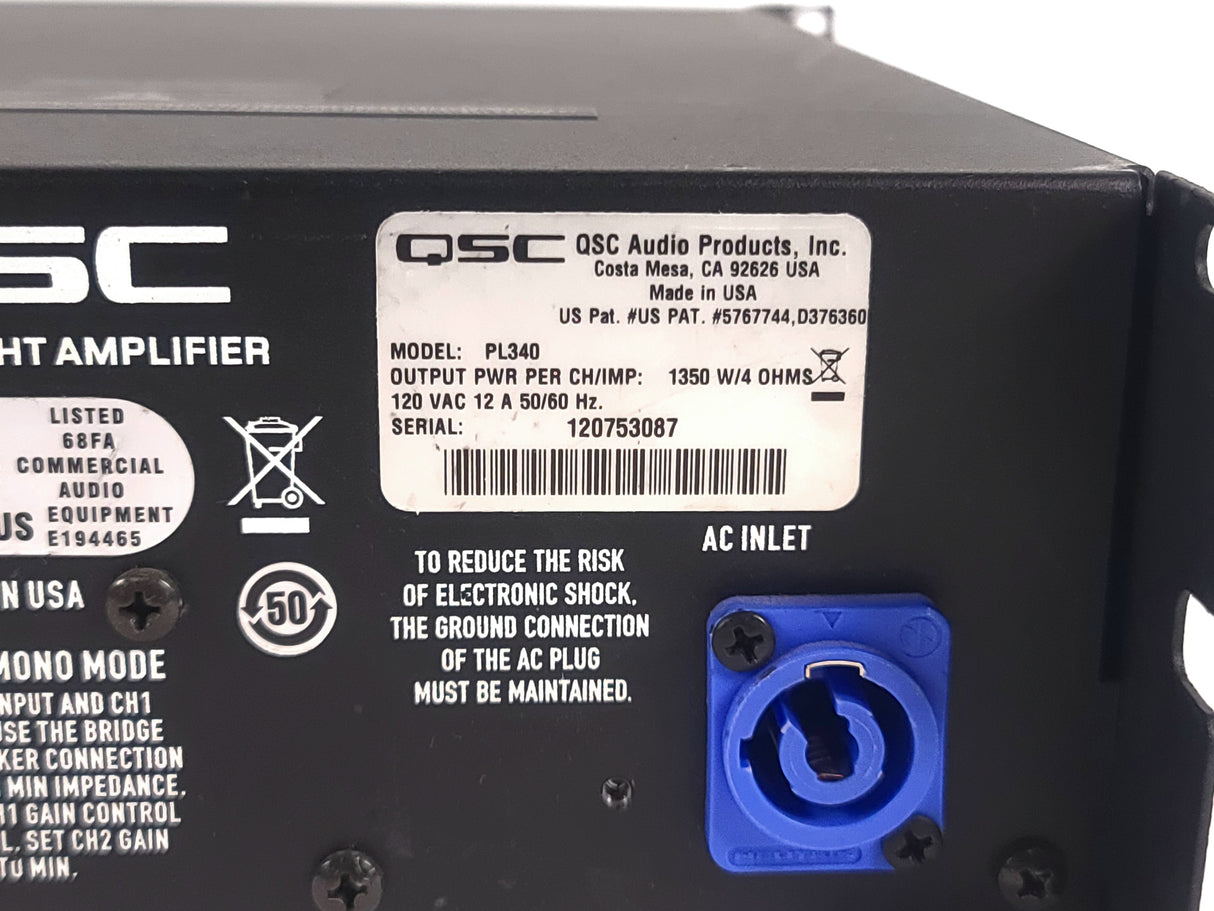 QSC QSC Audio Products, Inc.
Costa Mesa, CA 92626 USA
Made in USA
US Pat. #US PAT. #5767744,D376360
MODEL: PL340
OUTPUT PWR PER CH/IMP: 1350 W/4 OHMS
120 VAC 12 A 50/60 Hz.
SERIAL: 120753087
SC
HT AMPLIFIER
LISTED
68FA
COMMERCIAL
AUDIO
EQUIPMENT
US E194465
N USA
50
MONO MODE
NPUT AND CH1
SE THE BRIDGE
KER CONNECTION
MIN IMPEDANCE.
H1 GAIN CONTROL
L. SET CH2 GAIN
TO MIN.
TO REDUCE THE RISK
OF ELECTRONIC SHOCK,
THE GROUND CONNECTION
OF THE AC PLUG
MUST BE MAINTAINED.
AC INLET
NEUTRIK